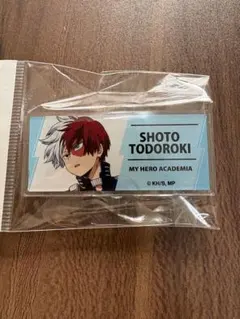 SHOTO
TODOROKI
MY HERO ACADEMIA
© KH/S, MP